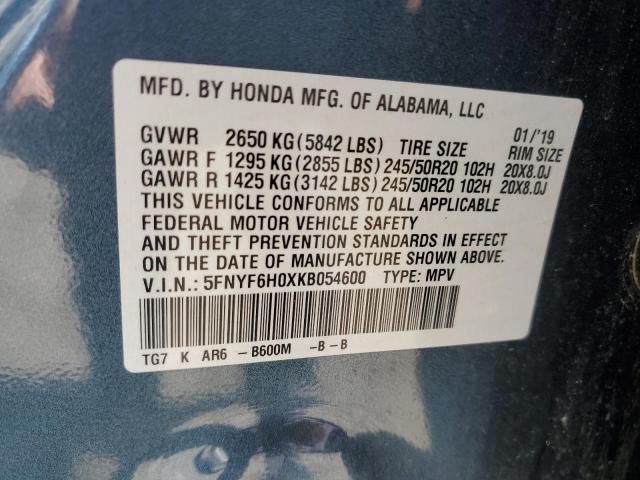 MFD. BY HONDA MFG. OF ALABAMA, LLC
01/'19
GVWR 2650 KG(5842 LBS) TIRE SIZE RIM SIZE
GAWR F 1295 KG(2855 LBS) 245/50R20 102H 20X8.0J
GAWR R 1425 KG(3142 LBS) 245/50R20 102H 20X8.0J
THIS VEHICLE CONFORMS TO ALL APPLICABLE
FEDERAL MOTOR VEHICLE SAFETY
AND THEFT PREVENTION STANDARDS IN EFFECT
ON THE DATE OF MANUFACTURE SHOWN ABOVE.
V.I.N.: 5FNYF6H0XKB054600 TYPE: MPV
TG7 K AR6 -B600M -B-B